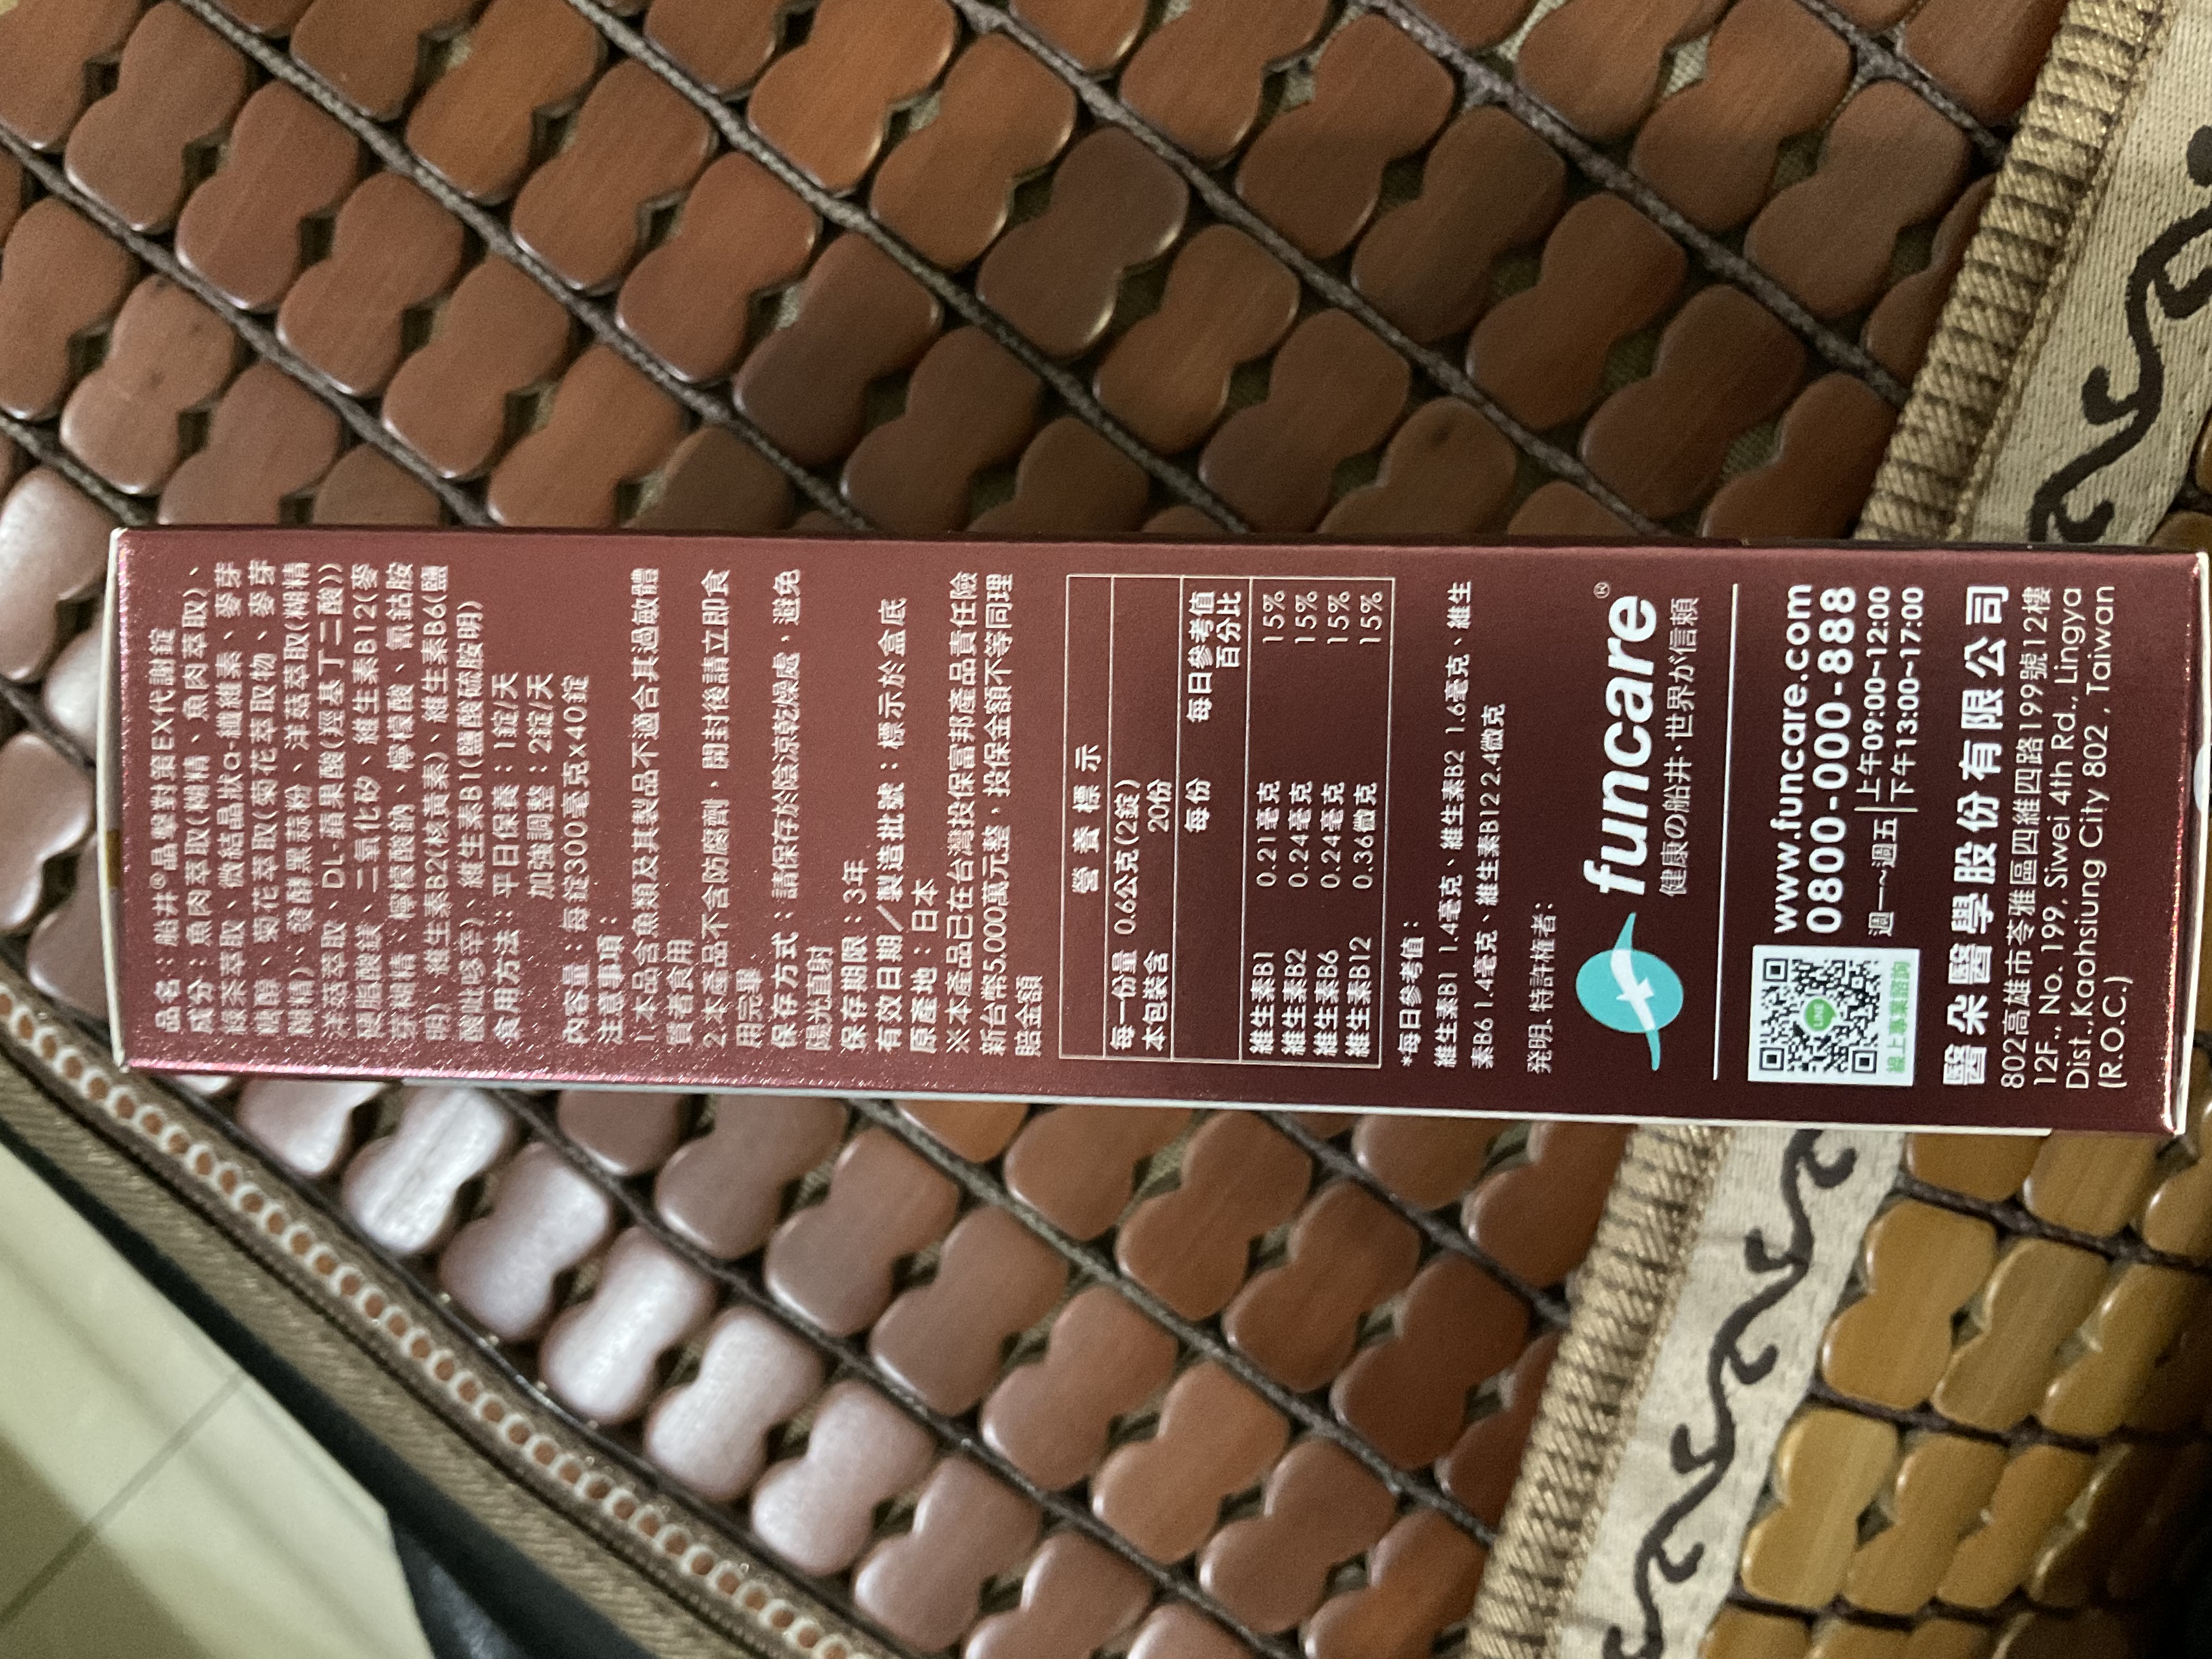 品名：船井®晶擊對策EX代謝錠
成分：魚肉萃取(糊精、魚肉萃取)、
綠茶萃取、微結晶狀α-纖維素、麥芽
糖醇、菊花萃取(菊花萃取物、麥芽
糊精)、發酵黑蒜粉、洋菇萃取(糊精
洋菇萃取、DL-蘋果酸(羥基丁二酸))
硬脂酸鎂、二氧化矽、維生素B12(麥
芽糊精、檸檬酸鈉、檸檬酸、氰鈷胺
明)、維生素B2(核黃素)、維生素B6(鹽
酸吡哆辛)、維生素B1(鹽酸硫胺明)
食用方法：平日保養：1錠/天
加強調整：2錠/天
內容量：每錠300毫克x40錠
注意事項：
1.本品含魚類及其製品不適合其過敏體
質者食用
2.本產品不含防腐劑，開封後請立即食
用完畢
保存方式：請保存於陰涼乾燥處，避免
陽光直射
保存期限：3年
有效日期／製造批號：標示於盒底
原產地：日本
※本產品已在台灣投保富邦產品責任險
新台幣5,000萬元整，投保金額不等同理
賠金額
營養標示
每一份量 0.6公克(2錠)
本包裝含 20份
每份 每日參考值
百分比
維生素B1 0.21毫克 15%
維生素B2 0.24毫克 15%
維生素B6 0.24毫克 15%
維生素B12 0.36微克 15%
*每日參考值：
維生素B1 1.4毫克、維生素B2 1.6毫克、維生
素B6 1.4毫克、維生素B12 2.4微克
発明. 特許権者：
funcare®
健康の船井・世界が信頼
www.funcare.com
0800-000-888
週一~週五 上午09:00~12:00
下午13:00~17:00
LINE
線上專業諮詢
醫朵醫學股份有限公司
802高雄市苓雅區四維四路199號12樓
12F., No. 199, Siwei 4th Rd., Lingya
Dist.,Kaohsiung City 802 , Taiwan
(R.O.C.)